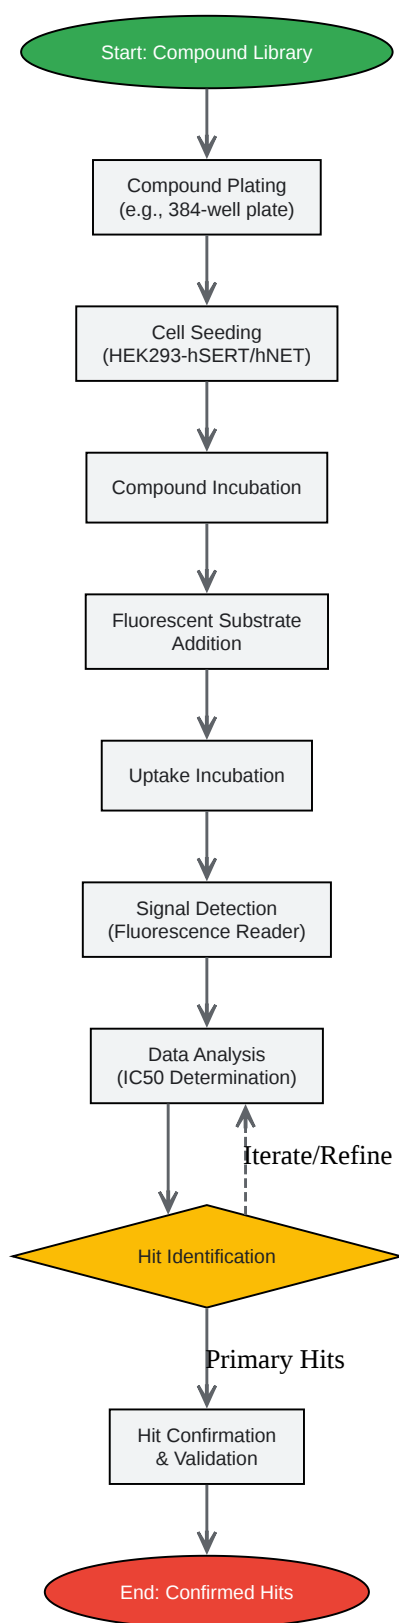 Start: Compound Library
Compound Plating
(e.g., 384-well plate)
Cell Seeding
(HEK293-hSERT/hNET)
Compound Incubation
Fluorescent Substrate
Addition
Uptake Incubation
Signal Detection
(Fluorescence Reader)
Data Analysis
(IC50 Determination)
Iterate/Refine
Hit Identification
Primary Hits
Hit Confirmation
& Validation
End: Confirmed Hits